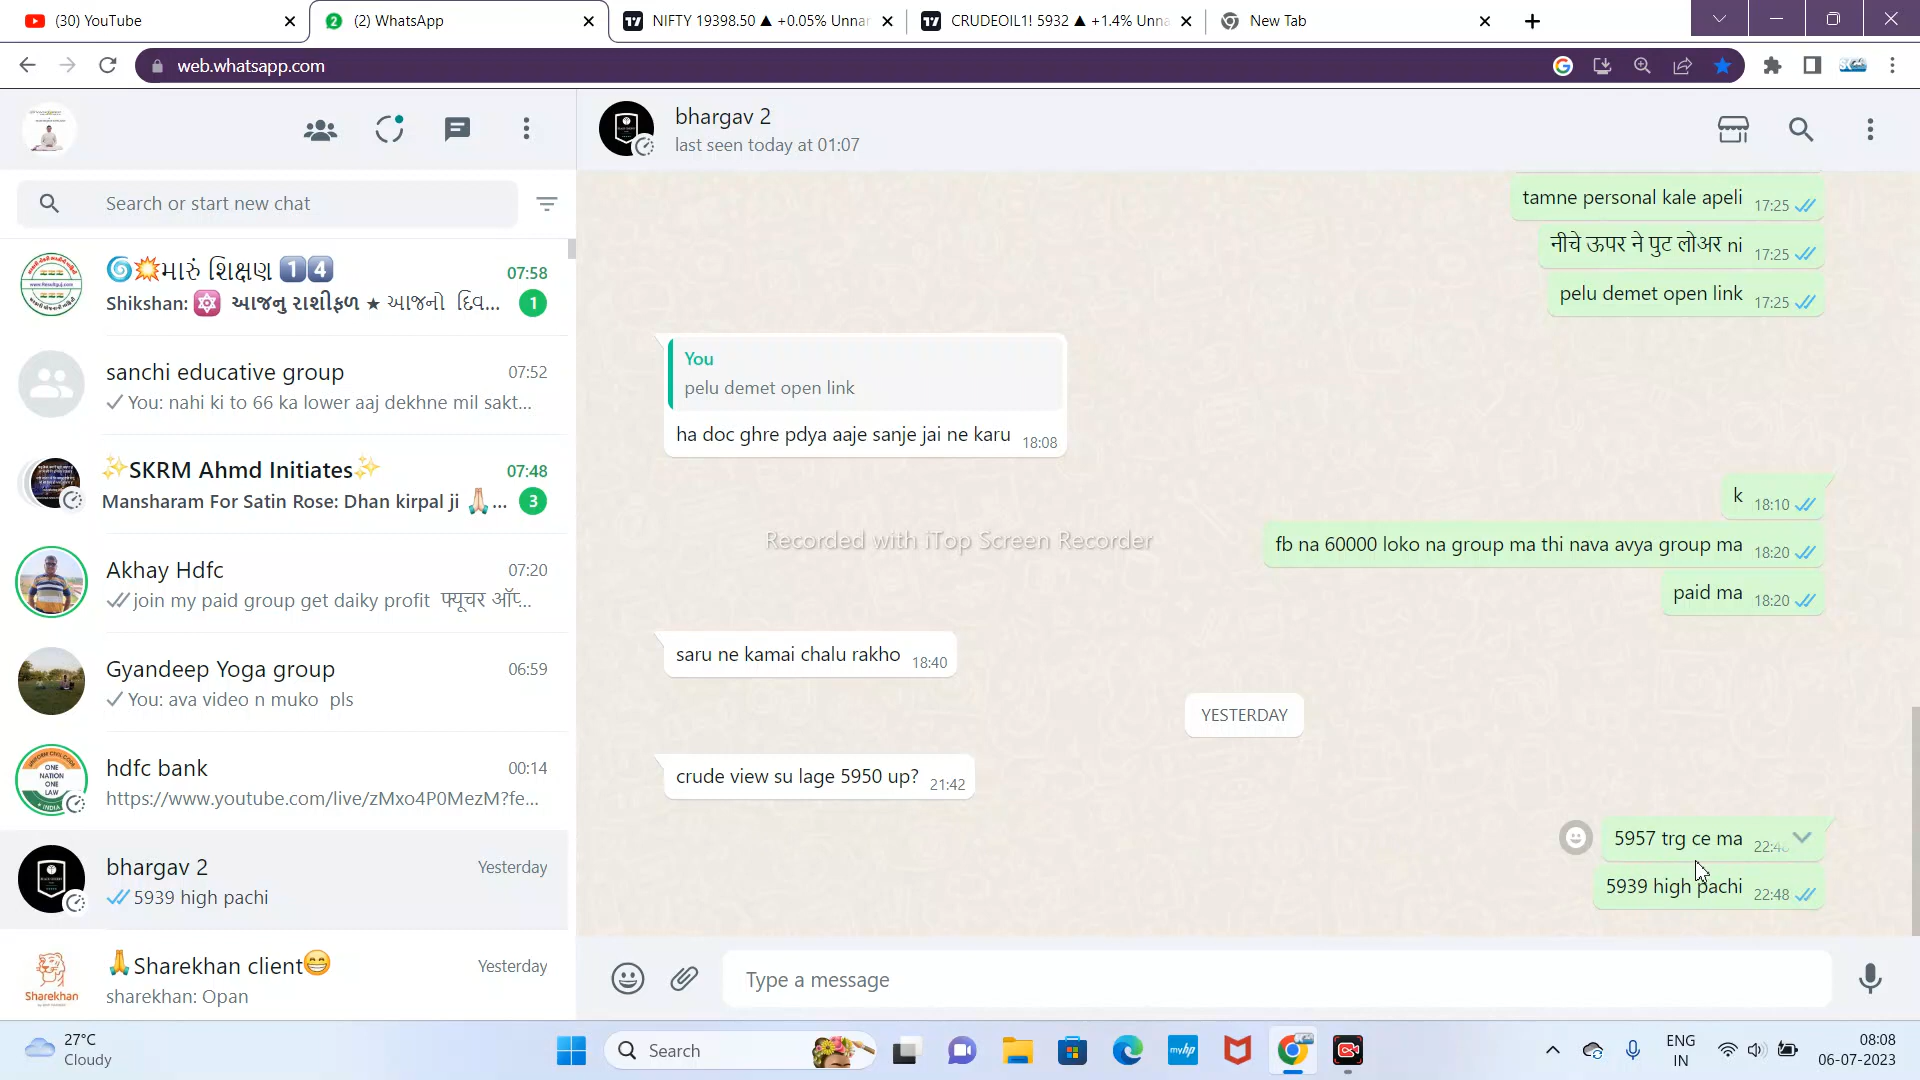 (30) YouTube
(2) WhatsApp
NIFTY 19398.50 ▲ +0.05% Unnar
CRUDEOIL1! 5932 ▲ +1.4% Unna
New Tab
web.whatsapp.com
bhargav 2
last seen today at 01:07
Search or start new chat
🌀💥મારું શિક્ષણ 1️⃣4️⃣
07:58
Shikshan: 🔯 આજનુ રાશીફળ ★ આજનો દિવ...
1
sanchi educative group
07:52
You: nahi ki to 66 ka lower aaj dekhne mil sakt...
✨SKRM Ahmd Initiates✨
07:48
Mansharam For Satin Rose: Dhan kirpal ji 🙏🏻...
3
Akhay Hdfc
07:20
join my paid group get daiky profit फ्यूचर ऑप्...
Gyandeep Yoga group
06:59
You: ava video n muko pls
ONE
NATION
ONE
LAW
hdfc bank
00:14
https://www.youtube.com/live/zMxo4P0MezM?fe...
bhargav 2
Yesterday
5939 high pachi
Sharekhan
🙏Sharekhan client😁
Yesterday
sharekhan: Opan
tamne personal kale apeli 17:25
नीचे ऊपर ने पुट लोअर ni 17:25
pelu demet open link 17:25
You
pelu demet open link
ha doc ghre pdya aaje sanje jai ne karu 18:08
k 18:10
Recorded with iTop Screen Recorder
fb na 60000 loko na group ma thi nava avya group ma 18:20
paid ma 18:20
saru ne kamai chalu rakho 18:40
YESTERDAY
crude view su lage 5950 up? 21:42
5957 trg ce ma 22:48
5939 high pachi 22:48
Type a message
27°C
Cloudy
Search
myhp
ENG
IN
08:08
06-07-2023